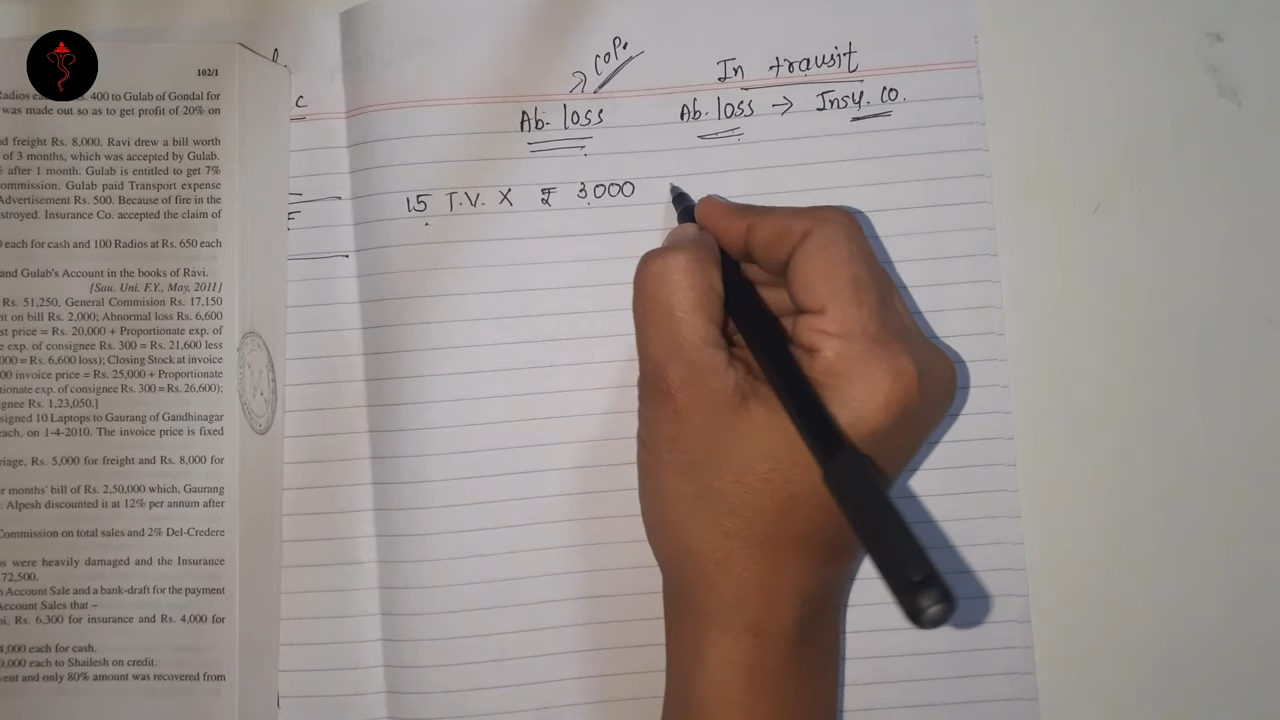 102/1
Radios 400 to Gulab of Gondal for
was made out so as to get profit of 20% on
d freight Rs. 8,000. Ravi drew a bill worth
of 3 months, which was accepted by Gulab.
after 1 month. Gulab is entitled to get 7%
ommission. Gulab paid Transport expense
Advertisement Rs. 500. Because of fire in the
stroyed. Insurance Co. accepted the claim of
0 each for cash and 100 Radios at Rs. 650 each
and Gulab's Account in the books of Ravi.
[Sau. Uni. F.Y., May, 2011]
Rs. 51,250, General Commision Rs. 17,150
nt on bill Rs. 2,000; Abnormal loss Rs. 6,600
st price = Rs. 20,000 + Proportionate exp. of
e exp. of consignee Rs. 300 = Rs. 21,600 less
000 = Rs. 6,600 loss); Closing Stock at invoice
00 invoice price = Rs. 25,000 + Proportionate
tionate exp. of consignee Rs. 300 = Rs. 26,600);
gnee Rs. 1,23,050.]
signed 10 Laptops to Gaurang of Gandhinagar
each, on 1-4-2010. The invoice price is fixed
riage, Rs. 5,000 for freight and Rs. 8,000 for
r months' bill of Rs. 2,50,000 which, Gaurang
. Alpesh discounted it at 12% per annum after
Commission on total sales and 2% Del-Credere
s were heavily damaged and the Insurance
72,500.
n Account Sale and a bank-draft for the payment
Account Sales that –
ni, Rs. 6,300 for insurance and Rs. 4,000 for
4,000 each for cash.
0,000 each to Shailesh on credit.
vent and only 80% amount was recovered from
C
COP.
In transit
Ab. loss Ab. loss → Insu. Co.
15 T.V. X ₹ 3,000